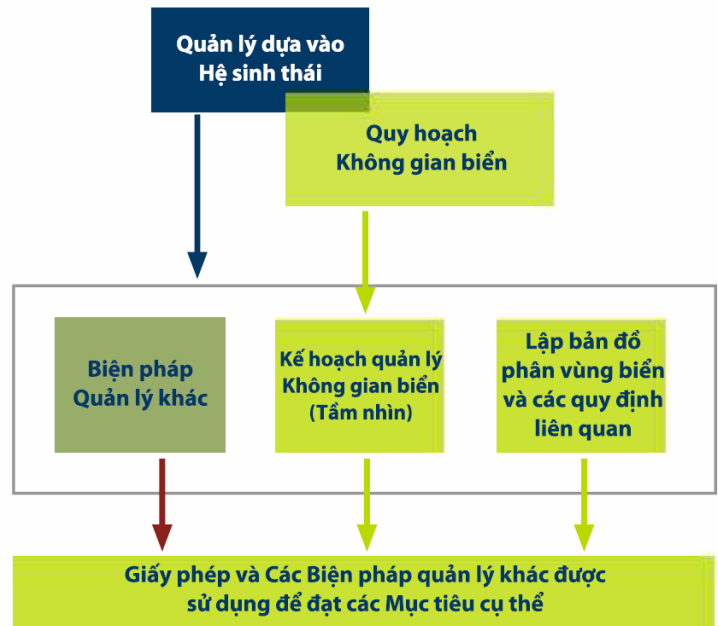 Quản lý dựa vào
Hệ sinh thái
Quy hoạch
Không gian biển
Biện pháp
Quản lý khác
Kế hoạch quản lý
Không gian biển
(Tầm nhìn)
Lập bản đồ
phân vùng biển
và các quy định
liên quan
Giấy phép và Các Biện pháp quản lý khác được
sử dụng để đạt các Mục tiêu cụ thể